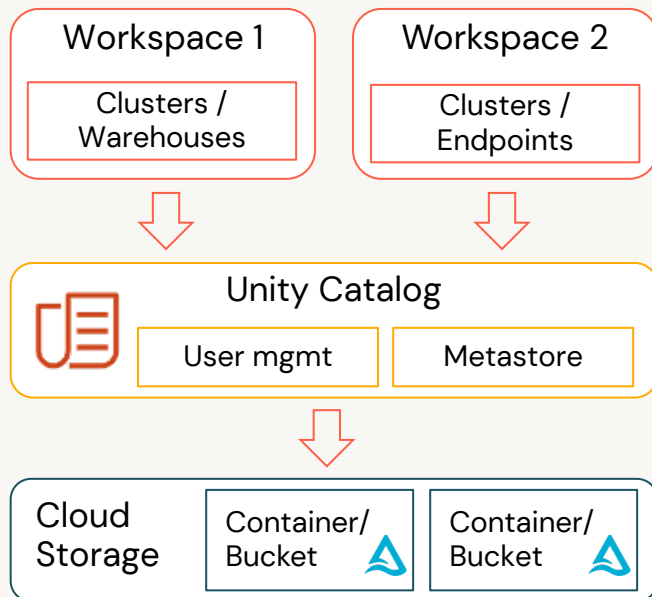 Workspace 1
Workspace 2
Clusters /
Warehouses
Clusters /
Endpoints
Unity Catalog
User mgmt
Metastore
Cloud
Storage
Container/
Bucket
Container/
Bucket